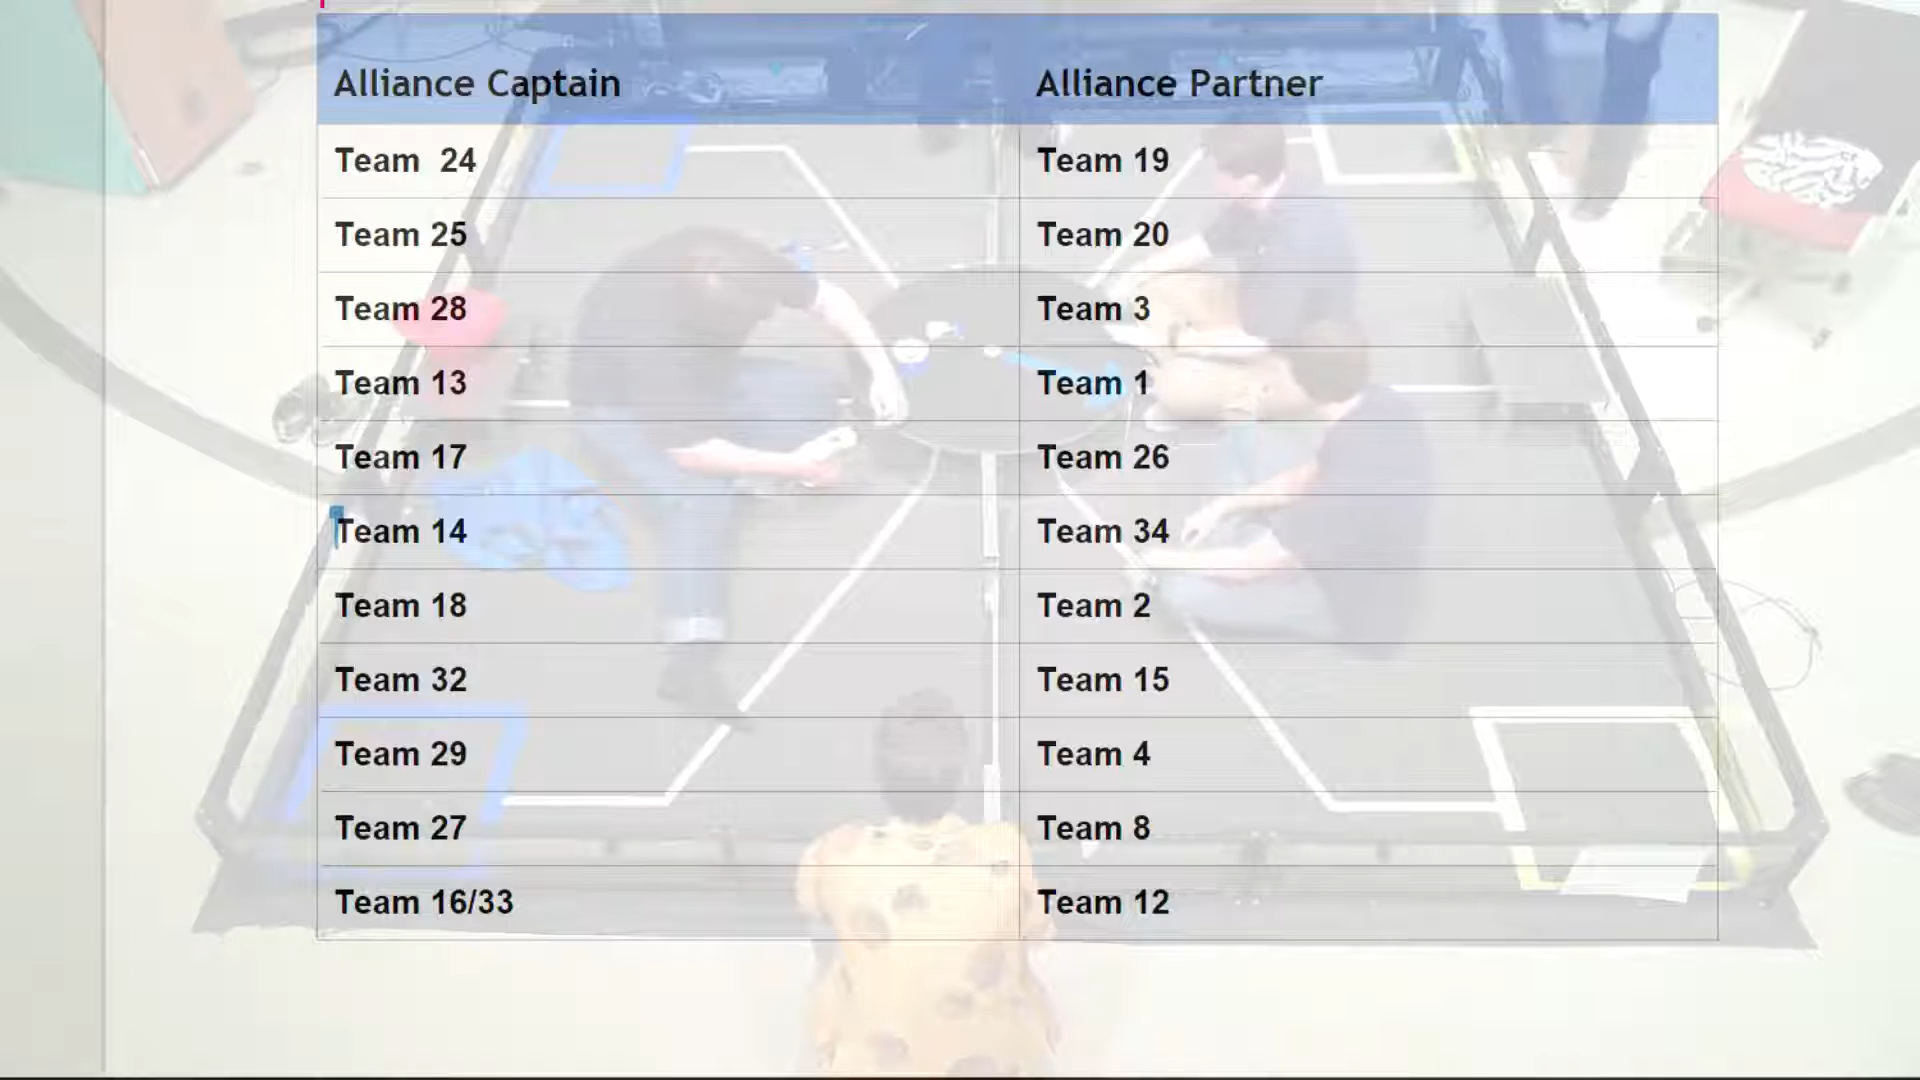 Alliance Captain Alliance Partner
Team 24 Team 19
Team 25 Team 20
Team 28 Team 3
Team 13 Team 1
Team 17 Team 26
Team 14 Team 34
Team 18 Team 2
Team 32 Team 15
Team 29 Team 4
Team 27 Team 8
Team 16/33 Team 12